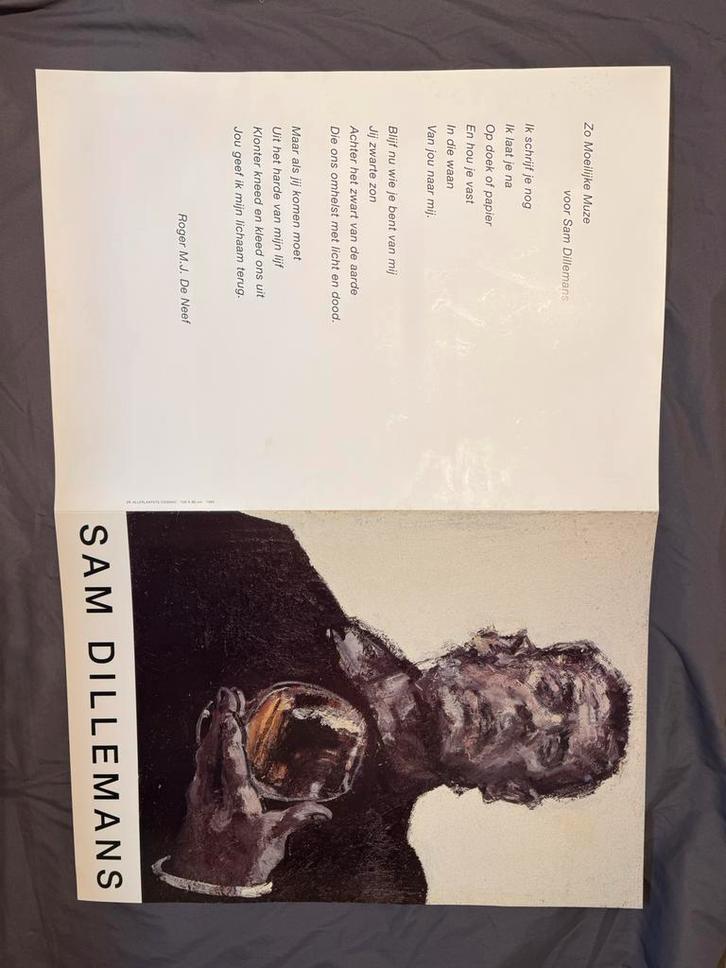 Zo Moeilijke Muze
voor Sam Dillemans
Ik schrijf je nog
Ik laat je na
Op doek of papier
En hou je vast
In die waan
Van jou naar mij.
Blijf nu wie je bent van mij
Jij zwarte zon
Achter het zwart van de aarde
Die ons omhelst met licht en dood.
Maar als jij komen moet
Uit het harde van mijn lijf
Klonter kneed en kleed ons uit
Jou geef ik mijn lichaam terug.
Roger M.J. De Neef
SAM DILLEMANS